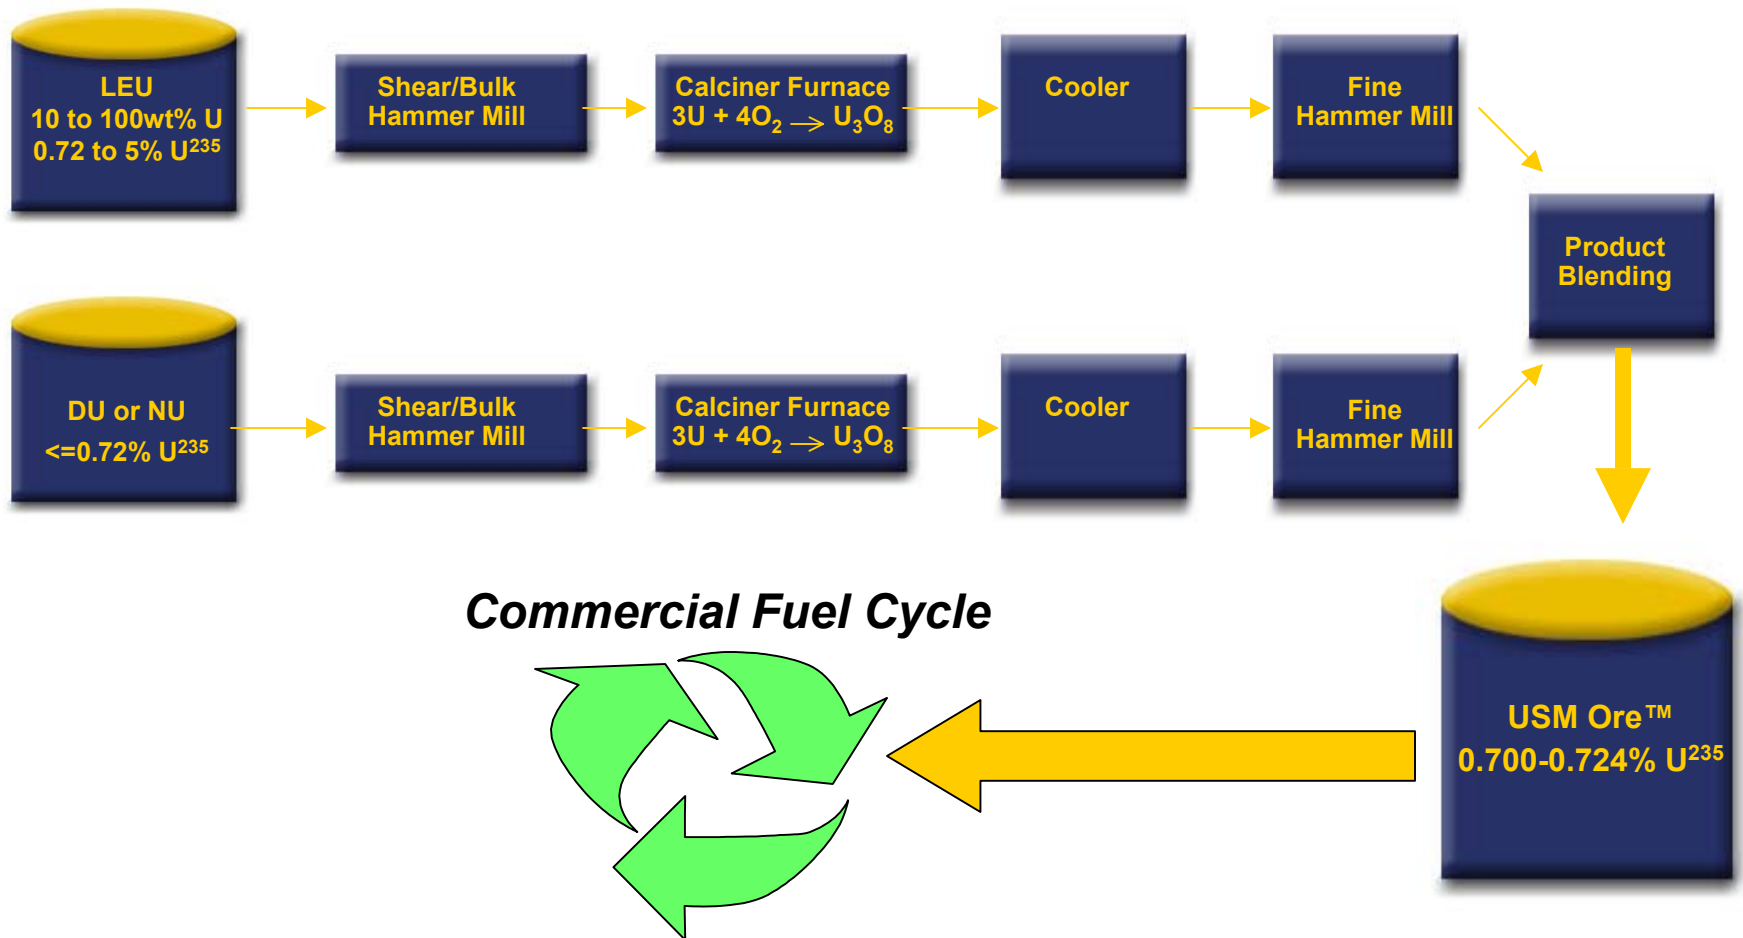 LEU
10 to 100wt% U
0.72 to 5% U²³⁵
Shear/Bulk
Hammer Mill
Calciner Furnace
3U + 4O₂ → U₃O₈
Cooler
Fine
Hammer Mill
Product
Blending
DU or NU
<=0.72% U²³⁵
Shear/Bulk
Hammer Mill
Calciner Furnace
3U + 4O₂ → U₃O₈
Cooler
Fine
Hammer Mill
Commercial Fuel Cycle
USM Ore™
0.700-0.724% U²³⁵